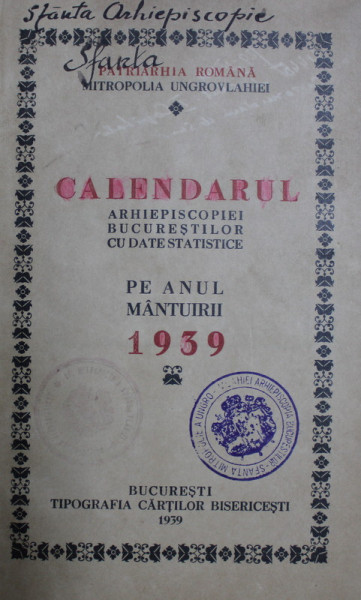 Sfânta Arhiepiscopie
Sfanta
PATRIARHIA ROMÂNĂ
MITROPOLIA UNGROVLAHIEI
CALENDARUL
ARHIEPISCOPIEI
BUCUREȘTILOR
CU DATE STATISTICE
PE ANUL
MÂNTUIRII
1939
BUCUREȘTI
TIPOGRAFIA CĂRȚILOR BISERICEȘTI
1939